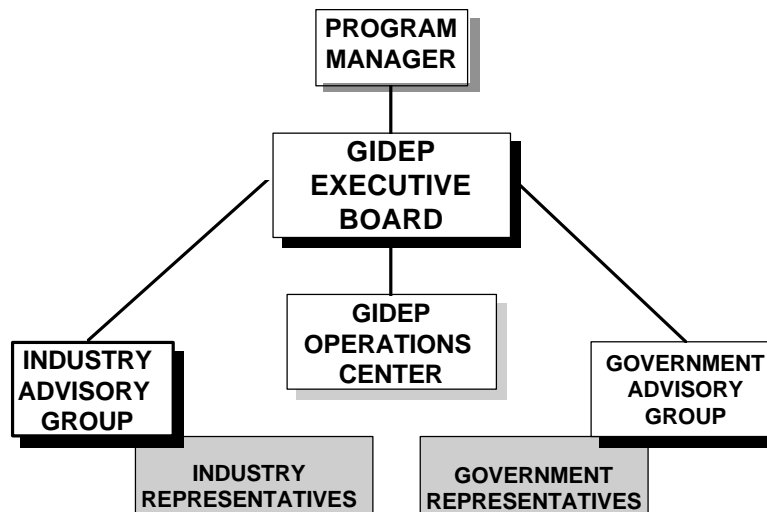 PROGRAM
MANAGER
GIDEP
EXECUTIVE
BOARD
GIDEP
OPERATIONS
CENTER
INDUSTRY
ADVISORY
GROUP
GOVERNMENT
ADVISORY
GROUP
INDUSTRY
REPRESENTATIVES
GOVERNMENT
REPRESENTATIVES